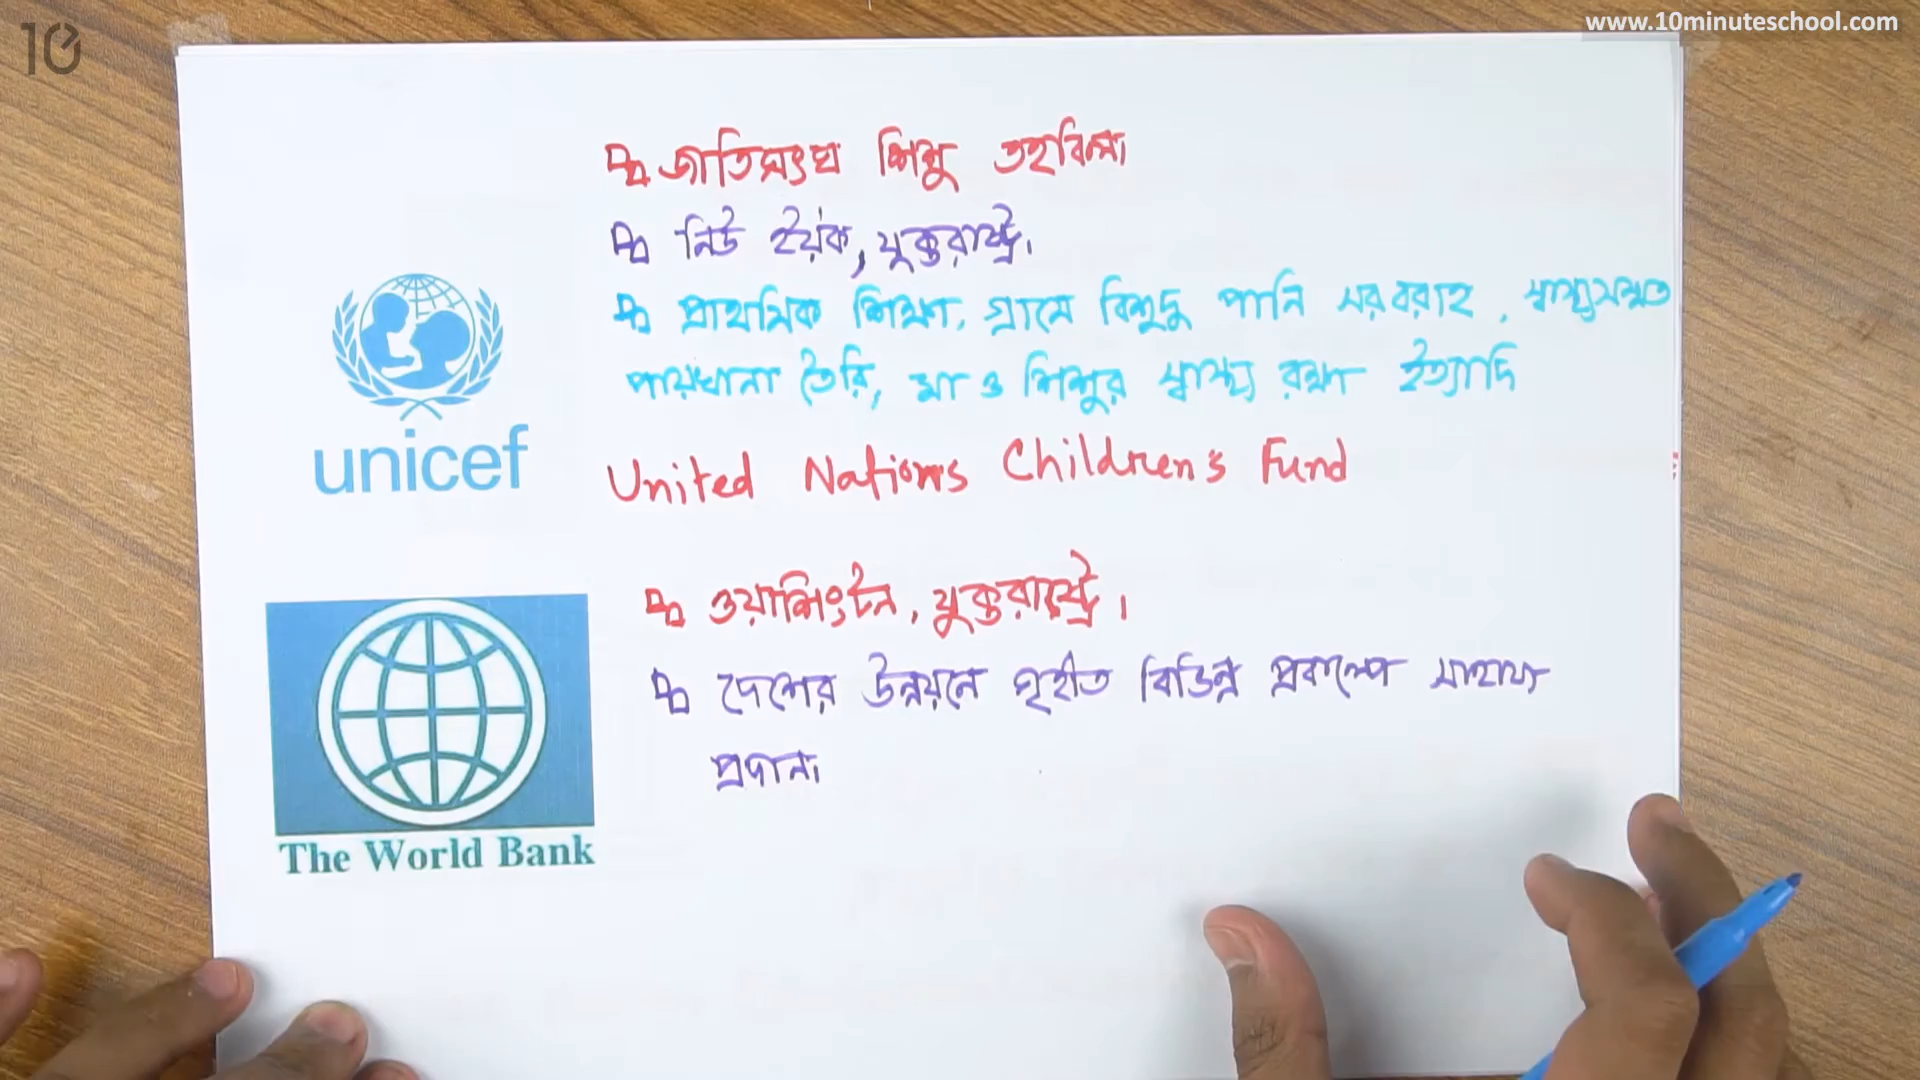 10
www.10minuteschool.com
জাতিসংঘ শিশু তহবিল।
নিউ ইয়র্ক, যুক্তরাষ্ট্র।
প্রাথমিক শিক্ষা, গ্রামে বিশুদ্ধ পানি সরবরাহ, স্বাস্থ্যসম্মত
পায়খানা তৈরি, মা ও শিশুর স্বাস্থ্য রক্ষা ইত্যাদি
unicef
United Nations Children's Fund
ওয়াশিংটন, যুক্তরাষ্ট্র।
দেশের উন্নয়নে গৃহীত বিভিন্ন প্রকল্পে সাহায্য
প্রদান।
The World Bank